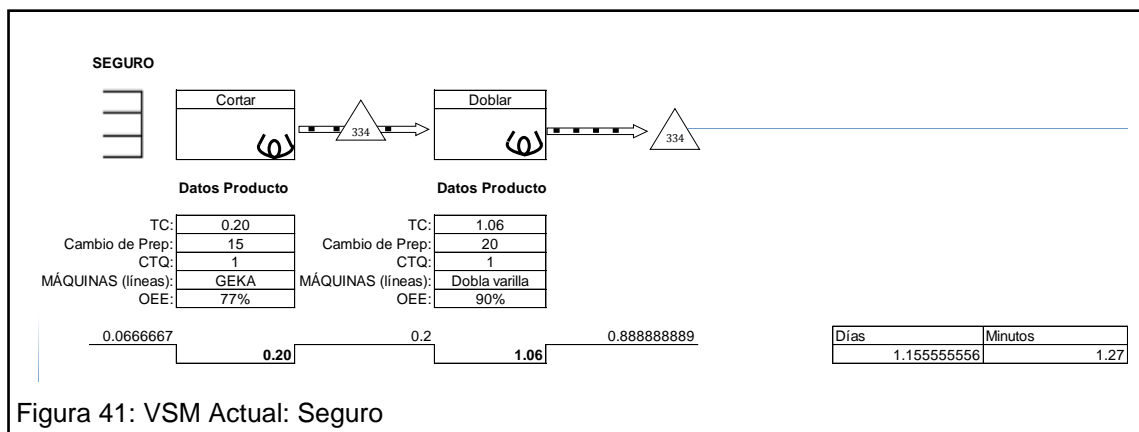 SEGURO
Cortar Doblar
334 334
Datos Producto Datos Producto
TC: 0.20 TC: 1.06
Cambio de Prep: 15 Cambio de Prep: 20
CTQ: 1 CTQ: 1
MÁQUINAS (líneas): GEKA MÁQUINAS (líneas): Dobla varilla
OEE: 77% OEE: 90%
0.0666667 0.2 0.888888889 Días Minutos
0.20 1.06 1.155555556 1.27
Figura 41: VSM Actual: Seguro